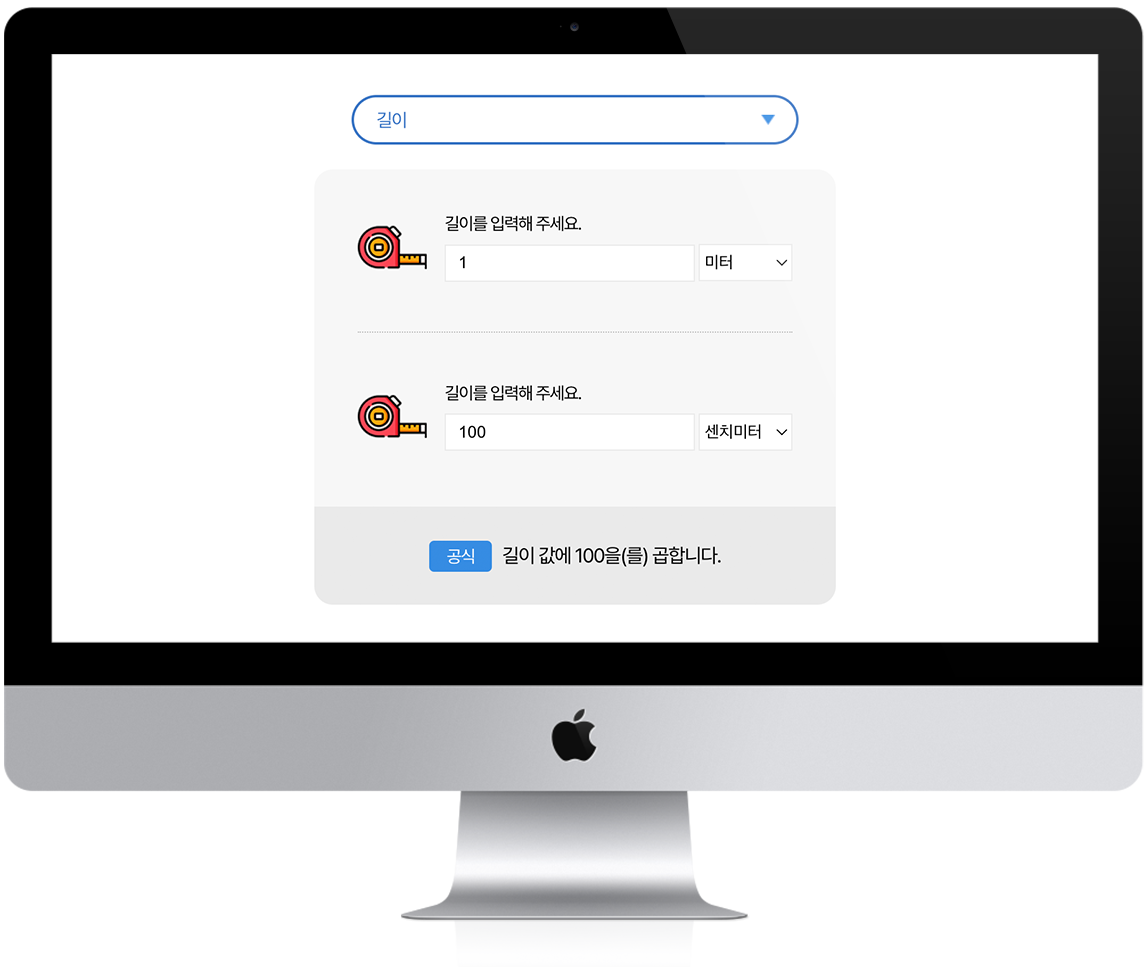 길이
길이를 입력해 주세요.
1 미터
길이를 입력해 주세요.
100 센치미터
공식 길이 값에 100을(를) 곱합니다.